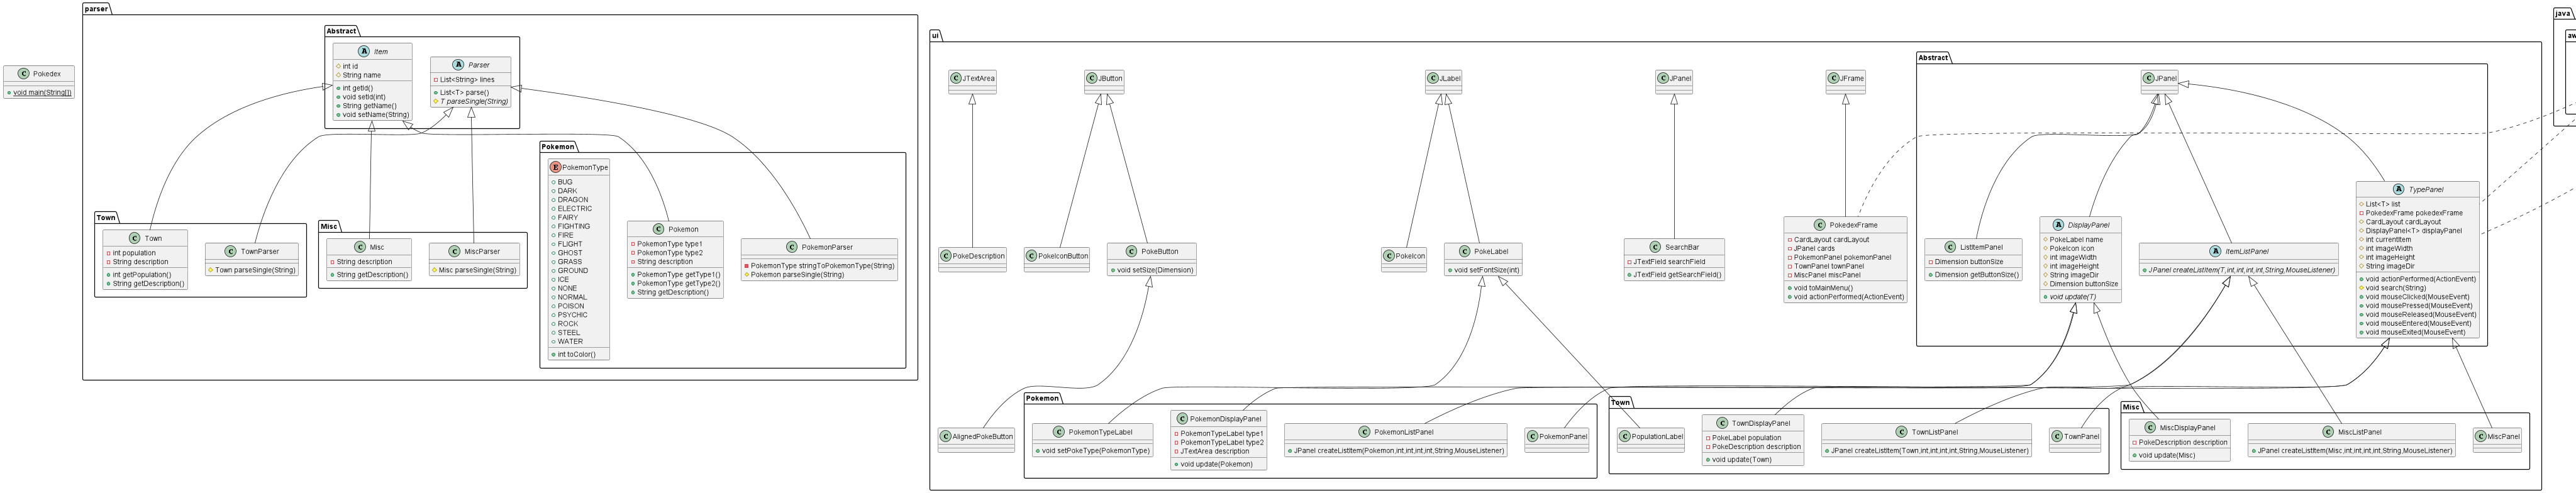 Pokedex
void main(String[])
parser
Abstract
Item
int id
String name
int getId()
void setId(int)
String getName()
void setName(String)
Parser
List<String> lines
List<T> parse()
T parseSingle(String)
Town
Town
int population
String description
int getPopulation()
String getDescription()
TownParser
Town parseSingle(String)
Misc
Misc
String description
String getDescription()
MiscParser
Misc parseSingle(String)
Pokemon
PokemonType
BUG
DARK
DRAGON
ELECTRIC
FAIRY
FIGHTING
FIRE
FLIGHT
GHOST
GRASS
GROUND
ICE
NONE
NORMAL
POISON
PSYCHIC
ROCK
STEEL
WATER
int toColor()
Pokemon
PokemonType type1
PokemonType type2
String description
PokemonType getType1()
PokemonType getType2()
String getDescription()
PokemonParser
PokemonType stringToPokemonType(String)
Pokemon parseSingle(String)
ui
JTextArea
JButton
JLabel
JPanel
JFrame
PokeDescription
PokeIconButton
PokeButton
void setSize(Dimension)
PokeIcon
PokeLabel
void setFontSize(int)
SearchBar
JTextField searchField
JTextField getSearchField()
PokedexFrame
CardLayout cardLayout
JPanel cards
PokemonPanel pokemonPanel
TownPanel townPanel
MiscPanel miscPanel
void toMainMenu()
void actionPerformed(ActionEvent)
Abstract
JPanel
ListItemPanel
Dimension buttonSize
Dimension getButtonSize()
DisplayPanel
PokeLabel name
PokeIcon icon
int imageWidth
int imageHeight
String imageDir
Dimension buttonSize
void update(T)
ItemListPanel
JPanel createListItem(T,int,int,int,int,String,MouseListener)
TypePanel
List<T> list
PokedexFrame pokedexFrame
CardLayout cardLayout
DisplayPanel<T> displayPanel
int currentItem
int imageWidth
int imageHeight
String imageDir
void actionPerformed(ActionEvent)
void search(String)
void mouseClicked(MouseEvent)
void mousePressed(MouseEvent)
void mouseReleased(MouseEvent)
void mouseEntered(MouseEvent)
void mouseExited(MouseEvent)
AlignedPokeButton
Pokemon
PokemonTypeLabel
void setPokeType(PokemonType)
PokemonDisplayPanel
PokemonTypeLabel type1
PokemonTypeLabel type2
JTextArea description
void update(Pokemon)
PokemonListPanel
JPanel createListItem(Pokemon,int,int,int,int,String,MouseListener)
PokemonPanel
Town
PopulationLabel
TownDisplayPanel
PokeLabel population
PokeDescription description
void update(Town)
TownListPanel
JPanel createListItem(Town,int,int,int,int,String,MouseListener)
TownPanel
Misc
MiscDisplayPanel
PokeDescription description
void update(Misc)
MiscListPanel
JPanel createListItem(Misc,int,int,int,int,String,MouseListener)
MiscPanel
java